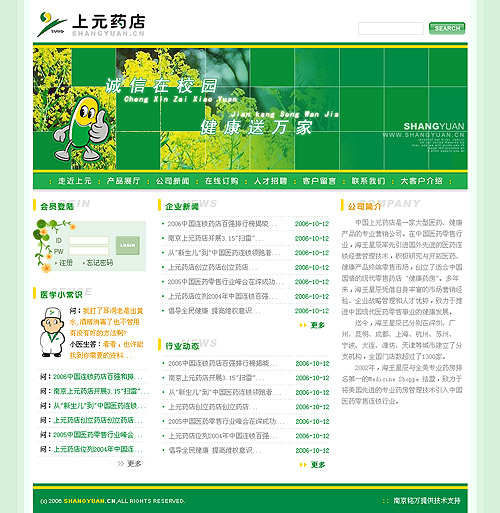 上元药店
SHANGYUAN.CN
SEARCH
诚信在校园
Cheng Xin Zai Xiao Yuan
Jian kang Song Wan Jia
健康送万家
SHANGYUAN
WWW.SHANGYUAN.CN
:: 走近上元 :: 产品展厅 :: 公司新闻 :: 在线订购 :: 人才招聘 :: 客户留言 :: 联系我们 :: 大客户介绍 ::
会员登陆
ID
PW
LOGIN
注册 忘记密码
医学小常识
问：我打了耳洞老是出黄
水，酒精消毒了也不管用
有没有好的方法啊?
小医生答：看看，也许能
找到你需要的资料...
问：2006中国连锁药店百强和排...
问：南京上元药店开展3.15"扫雷...
问：从"新生儿"到"中国医药连锁...
问：上元药店创立药店创立药店...
问：2005中国药店零售行业峰会...
问：上元药店位列2004年中国连...
更多
企业新闻
NEWS
2006中国连锁药店百强排行榜揭晓... 2006-10-12
南京上元药店开展3.15"扫雷"... 2006-10-12
从"新生儿"到"中国医药连锁领跑者... 2006-10-12
上元药店创立药店创立药店... 2006-10-12
2005中国药店零售行业峰会在深成功... 2006-10-12
上元药店位列2004年中国连锁百强... 2006-10-12
倡导全民健康 提高维权意识... 2006-10-12
更多
行业动态
NEWS
2006中国连锁药店百强排行榜揭晓... 2006-10-12
南京上元药店开展3.15"扫雷"... 2006-10-12
从"新生儿"到"中国医药连锁领跑者... 2006-10-12
上元药店创立药店创立药店... 2006-10-12
2005中国药店零售行业峰会在深成功... 2006-10-12
上元药店位列2004年中国连锁百强... 2006-10-12
倡导全民健康 提高维权意识... 2006-10-12
更多
公司简介
中国上元药店是一家大型医药、健康
产品的专业营销公司。在中国医药零售行
业，海王星辰率先引进国外先进的医药连
锁经营管理技术，积极研究与开拓医药、
健康产品终端零售市场，创立了适合中国
国情的现代药店 "健康药房"。多年
来，海王星辰凭借自身丰富的市场营销经
验、企业战略管理和人才优势，致力于推
进中国现代医药零售事业的健康发展。
迄今，海王星辰已分别在深圳、广
州、昆明、成都、上海、杭州、苏州、
宁波、大连、潍坊、天津等城市建立了分
支机构，全国门店数超过了1300家。
2002年，海王星辰与全美专业药房排
名第一的Medicine Shoppe 结盟，致力于
将美国先进的专业药房管理技术引入中国
医药零售连锁行业。
(c) 2006 SHANGYUAN.CN,ALL RIGHTS RESERVED.
:: 南京铭万提供技术支持